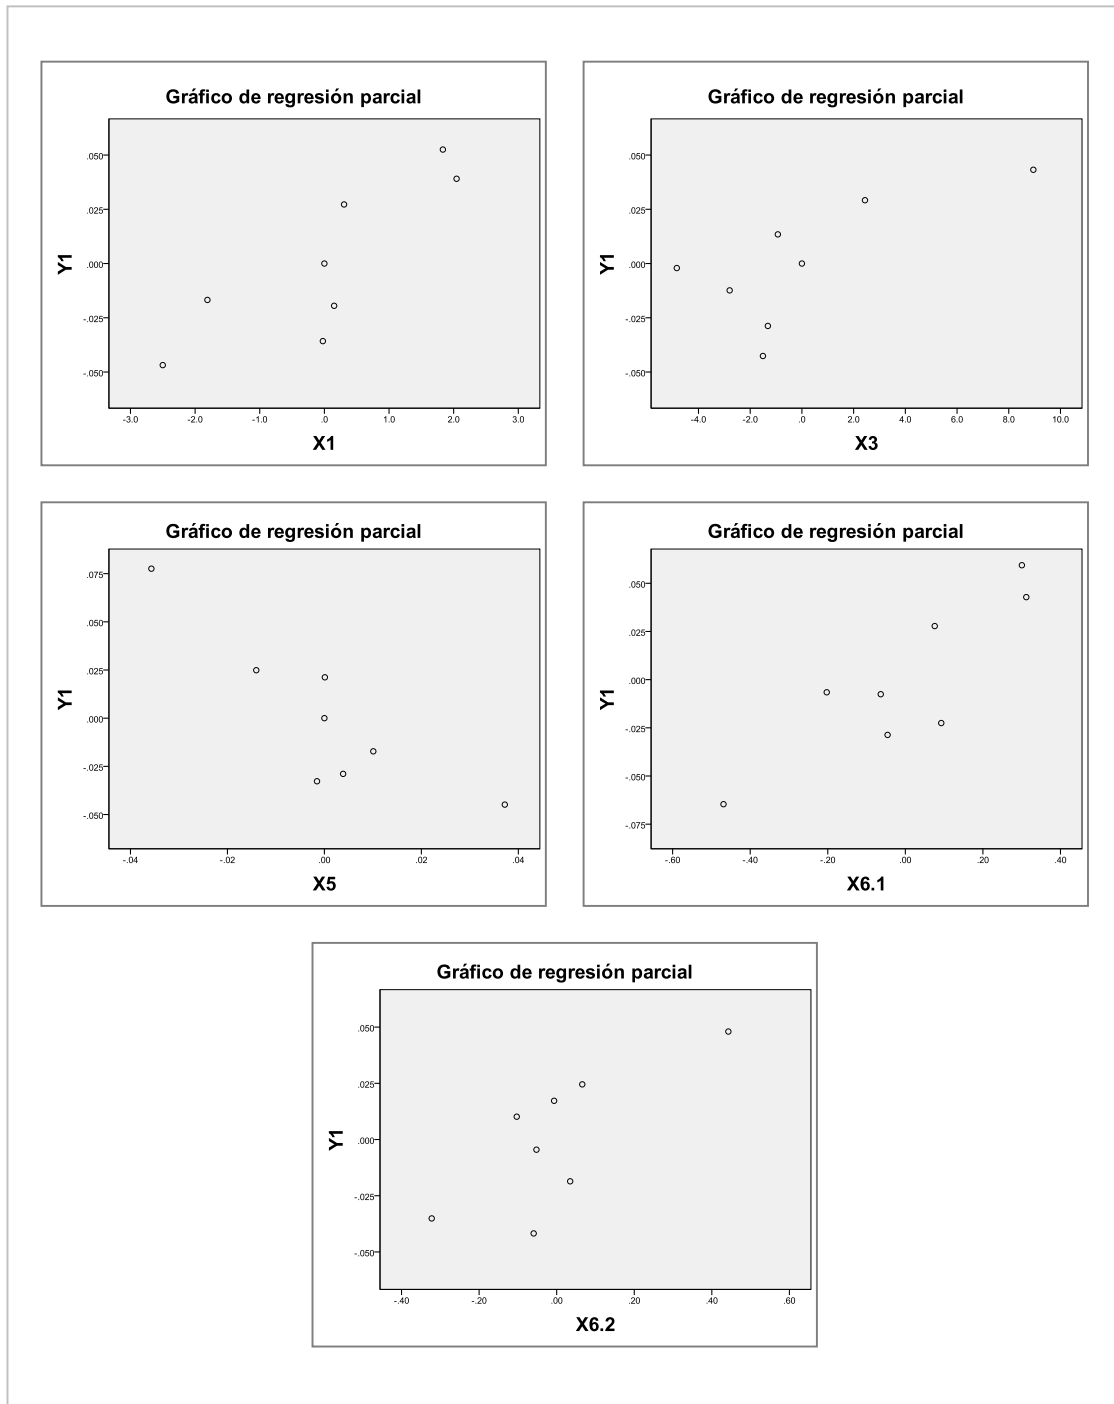 Gráfico de regresión parcial
.050
.025
.000
-.025
-.050
Y1
-3.0 -2.0 -1.0 .0 1.0 2.0 3.0
X1
Gráfico de regresión parcial
.050
.025
.000
-.025
-.050
Y1
-4.0 -2.0 .0 2.0 4.0 6.0 8.0 10.0
X3
Gráfico de regresión parcial
.075
.050
.025
.000
-.025
-.050
Y1
-.04 -.02 .00 .02 .04
X5
Gráfico de regresión parcial
.050
.025
.000
-.025
-.050
-.075
Y1
-.60 -.40 -.20 .00 .20 .40
X6.1
Gráfico de regresión parcial
.050
.025
.000
-.025
-.050
Y1
-.40 -.20 .00 .20 .40 .60
X6.2